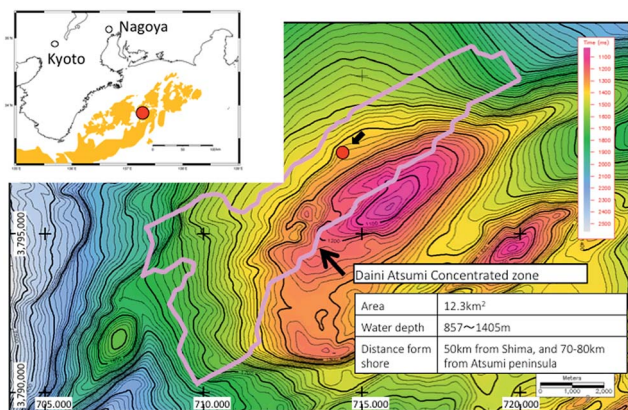 Nagoya
Kyoto
Time (ms)
1100
1200
1300
1400
1500
1600
1700
1800
1900
2000
2100
2200
2300
2400
2500
3,795,000
1200
Daini Atsumi Concentrated zone
Area 12.3km²
Water depth 857～1405m
Distance form shore 50km from Shima, and 70-80km from Atsumi peninsula
Meters
0 1,000 2,000
3,790,000
705,000 710,000 715,000 720,000